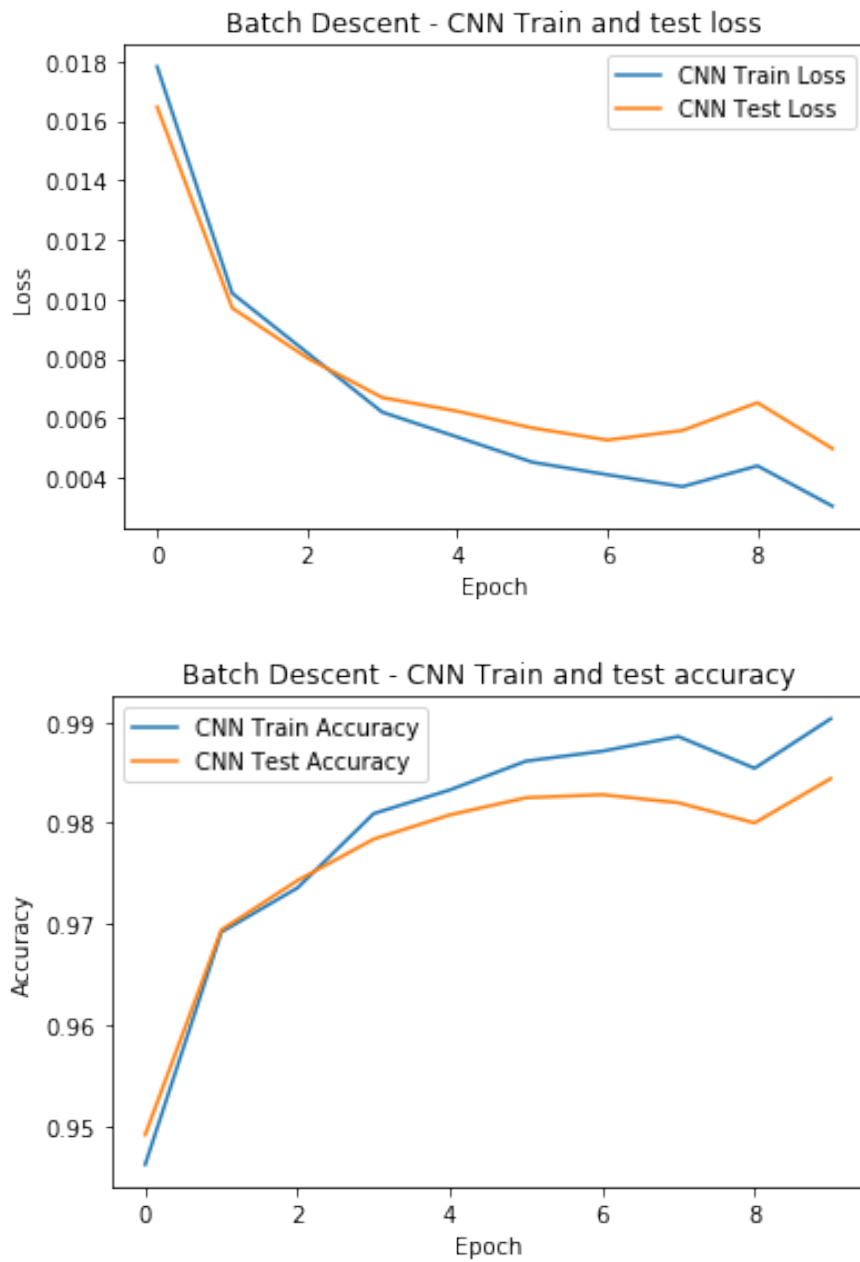 Batch Descent - CNN Train and test loss
CNN Train Loss
CNN Test Loss
0.018
0.016
0.014
0.012
0.010
0.008
0.006
0.004
Loss
0 2 4 6 8
Epoch
Batch Descent - CNN Train and test accuracy
CNN Train Accuracy
CNN Test Accuracy
0.99
0.98
0.97
0.96
0.95
Accuracy
0 2 4 6 8
Epoch